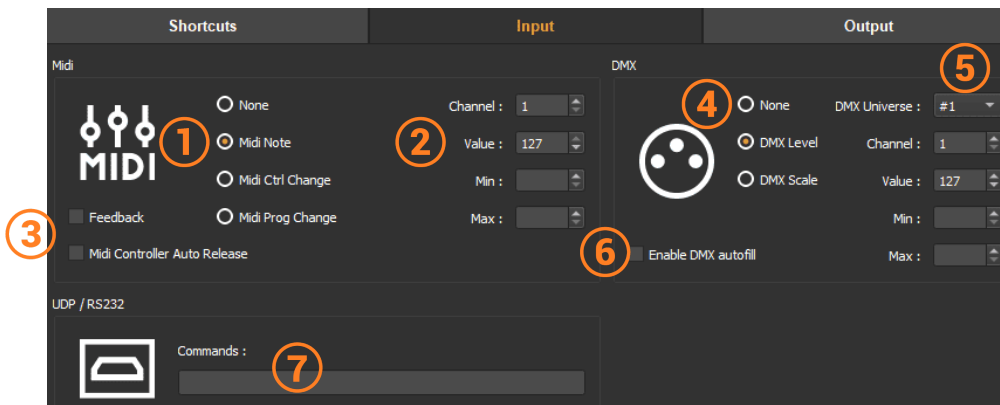 Shortcuts
Input
Output
Midi
None
Midi Note
Midi Ctrl Change
Midi Prog Change
MIDI
1
Channel : 1
Value : 127
Min :
Max :
2
Feedback
Midi Controller Auto Release
3
DMX
None
DMX Level
DMX Scale
4
DMX Universe : #1
Channel : 1
Value : 127
Min :
Max :
5
Enable DMX autofill
6
UDP / RS232
Commands :
7